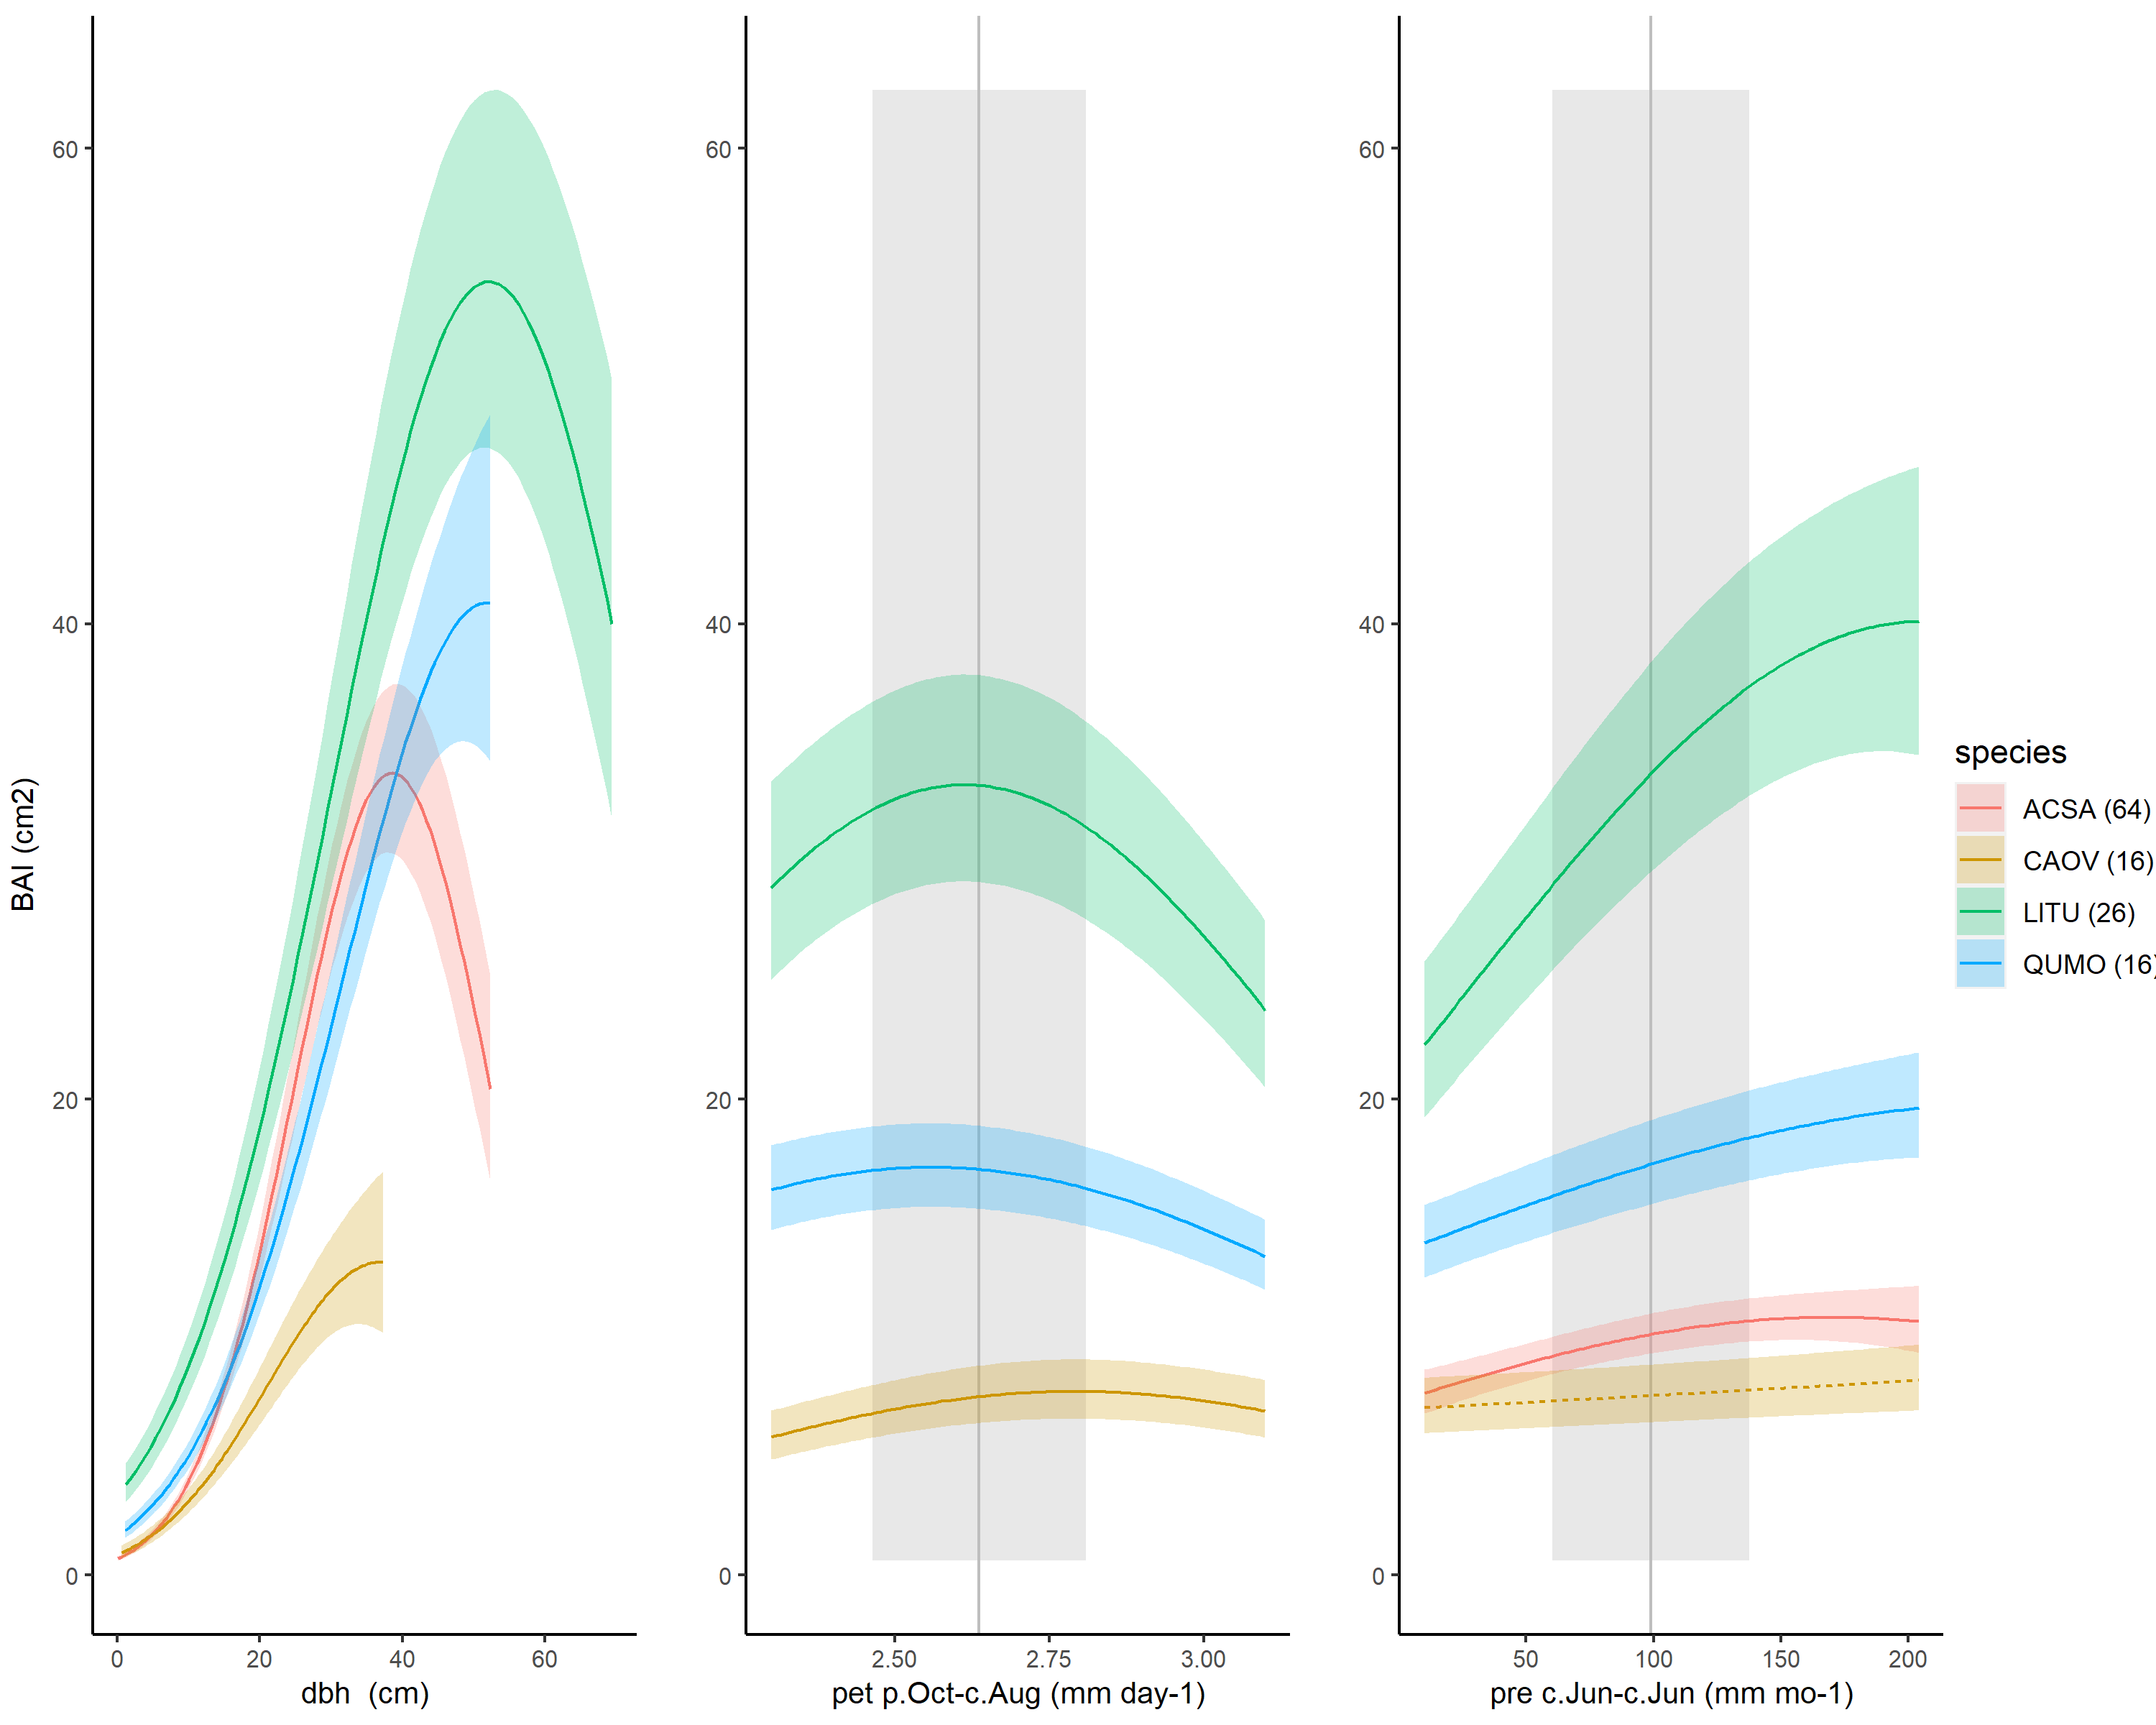 60
40
20
0
BAI (cm2)
0 20 40 60
dbh  (cm)
60
40
20
0
2.50 2.75 3.00
pet p.Oct-c.Aug (mm day-1)
60
40
20
0
50 100 150 200
pre c.Jun-c.Jun (mm mo-1)
species
ACSA (64)
CAOV (16)
LITU (26)
QUMO (16)